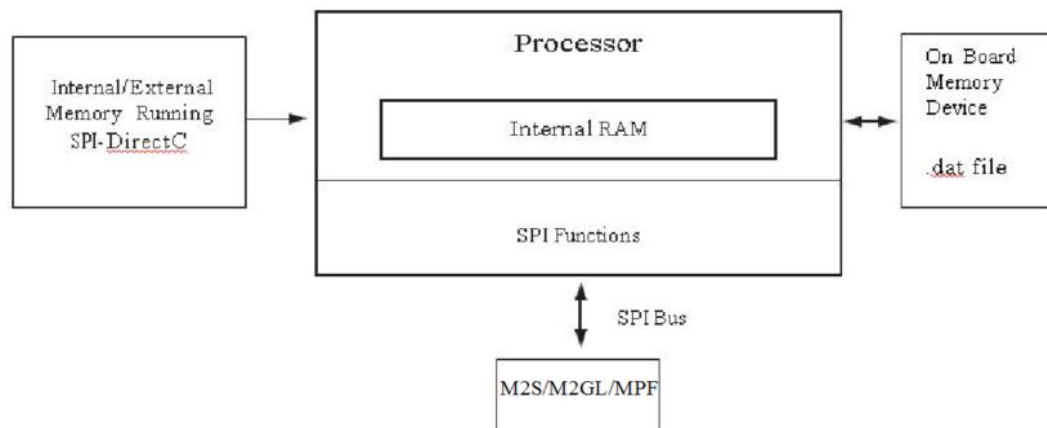 Processor
Internal/External
Memory Running
SPI-DirectC
Internal RAM
On Board
Memory
Device
.dat file
SPI Functions
SPI Bus
M2S/M2GL/MPF